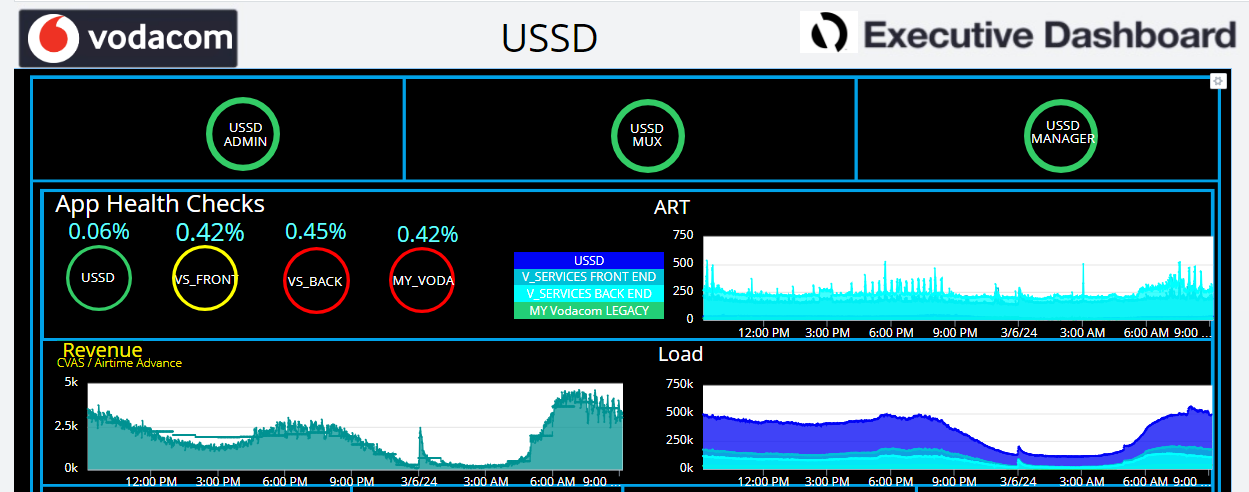 vodacom
USSD
Executive Dashboard
USSD
ADMIN
USSD
MUX
USSD
MANAGER
App Health Checks
0.06%
0.42%
0.45%
0.42%
USSD
VS_FRONT
VS_BACK
MY_VODA
ART
USSD
V_SERVICES FRONT END
V_SERVICES BACK END
MY Vodacom LEGACY
750
500
250
0
12:00 PM 3:00 PM 6:00 PM 9:00 PM 3/6/24 3:00 AM 6:00 AM 9:00 ...
Revenue
CVAS / Airtime Advance
5k
2.5k
0k
12:00 PM 3:00 PM 6:00 PM 9:00 PM 3/6/24 3:00 AM 6:00 AM 9:00 ...
Load
750k
500k
250k
0k
12:00 PM 3:00 PM 6:00 PM 9:00 PM 3/6/24 3:00 AM 6:00 AM 9:00 ...